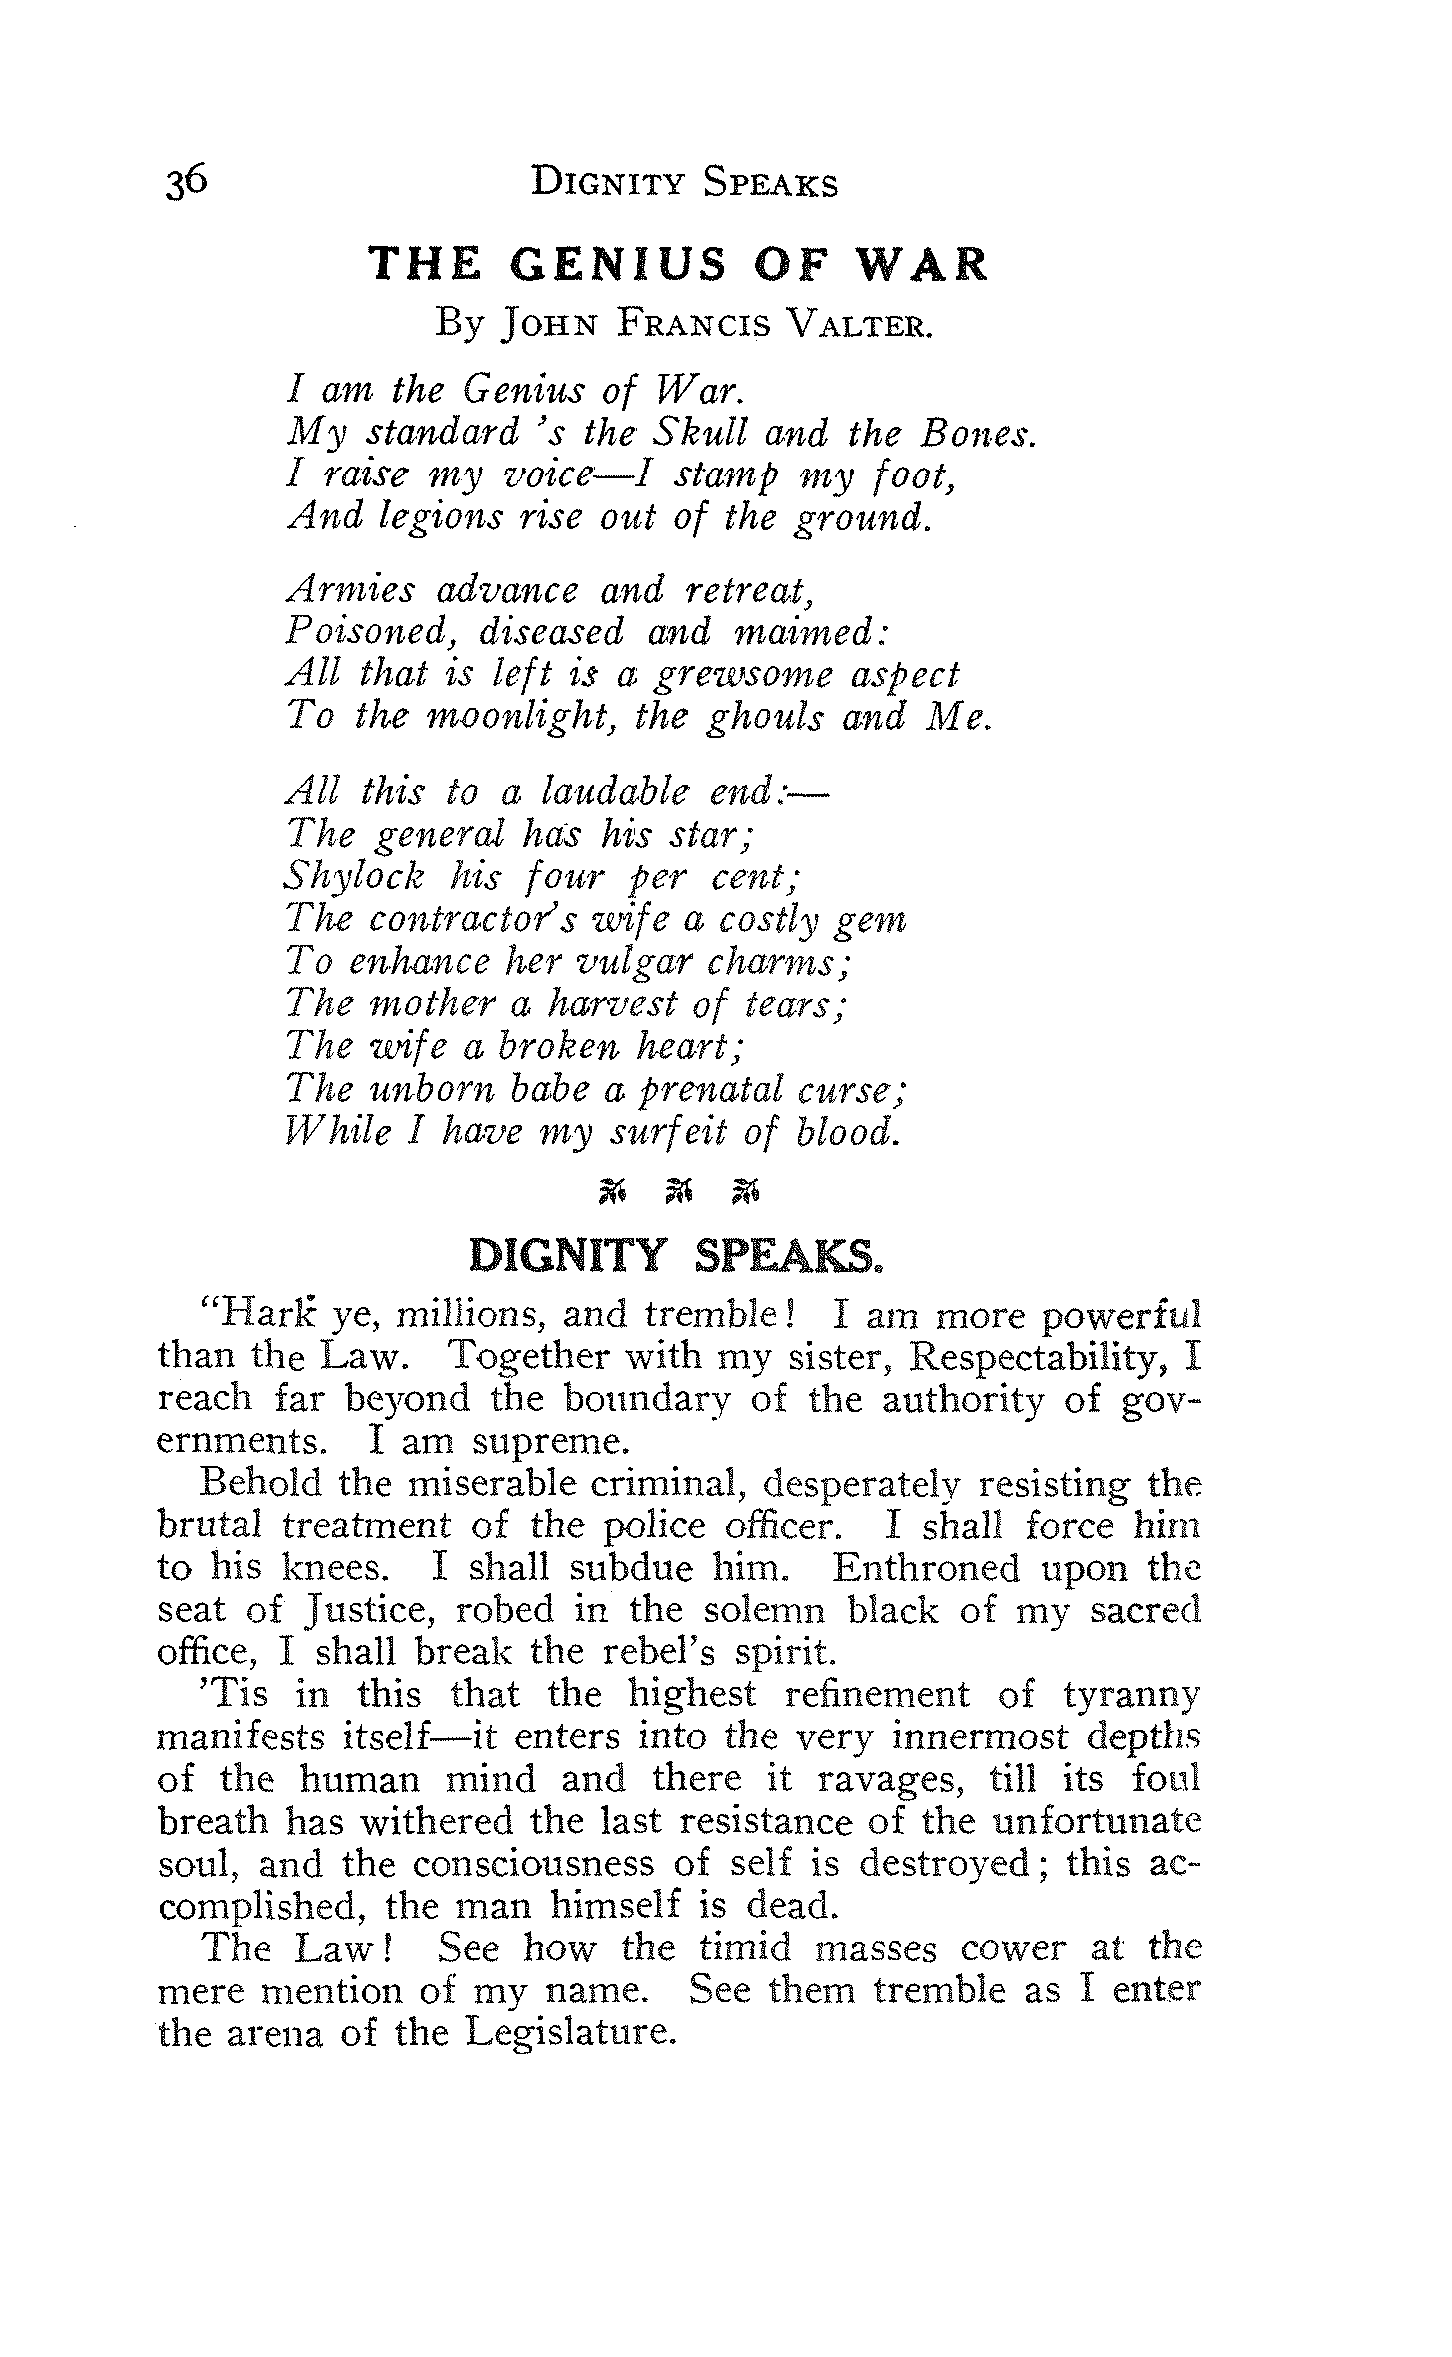 36 DIGNITY SPEAKS
THE GENIUS OF WAR
By JOHN FRANCIS VALTER.
I am the Genius of War.
My standard 's the Skull and the Bones.
I raise my voice—I stamp my foot,
And legions rise out of the ground.
Armies advance and retreat,
Poisoned, diseased and maimed:
All that is left is a grewsome aspect
To the moonlight, the ghouls and Me.
All this to a laudable end:—
The general has his star;
Shylock his four per cent;
The contractor's wife a costly gem
To enhance her vulgar charms;
The mother a harvest of tears;
The wife a broken heart;
The unborn babe a prenatal curse;
While I have my surfeit of blood.
DIGNITY SPEAKS.
"Hark ye, millions, and tremble! I am more powerful
than the Law. Together with my sister, Respectability, I
reach far beyond the boundary of the authority of gov-
ernments. I am supreme.
Behold the miserable criminal, desperately resisting the
brutal treatment of the police officer. I shall force him
to his knees. I shall subdue him. Enthroned upon the
seat of Justice, robed in the solemn black of my sacred
office, I shall break the rebel's spirit.
'Tis in this that the highest refinement of tyranny
manifests itself—it enters into the very innermost depths
of the human mind and there it ravages, till its foul
breath has withered the last resistance of the unfortunate
soul, and the consciousness of self is destroyed; this ac-
complished, the man himself is dead.
The Law! See how the timid masses cower at the
mere mention of my name. See them tremble as I enter
the arena of the Legislature.